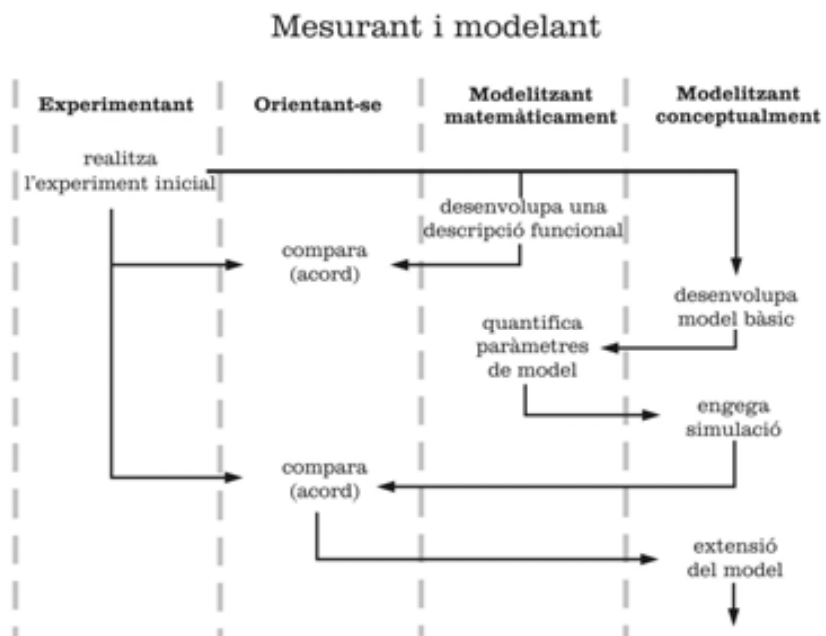 Mesurant i modelant
Experimentant
Orientant-se
Modelitzant
matemàticament
Modelitzant
conceptualment
realitza
l'experiment inicial
desenvolupa una
descripció funcional
compara
(acord)
desenvolupa
model bàsic
quantifica
paràmetres
de model
engega
simulació
compara
(acord)
extensió
del model